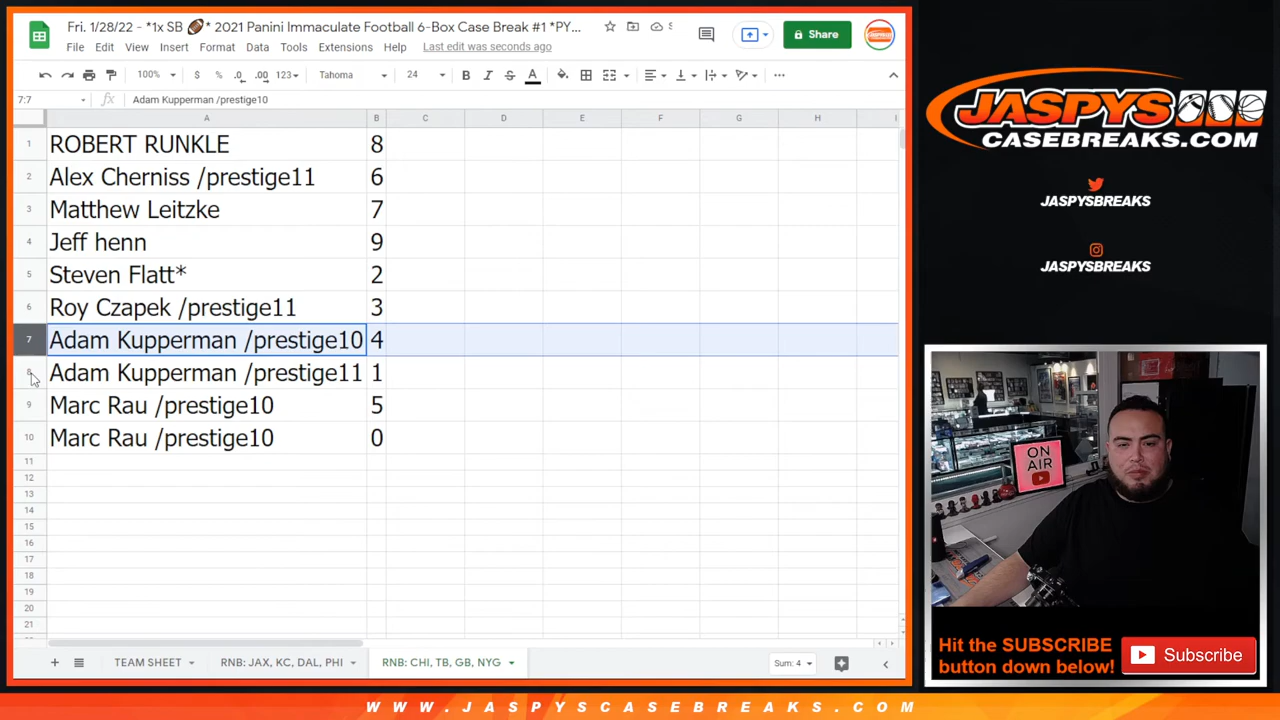 Fri. 1/28/22 - *1x SB 🏈* 2021 Panini Immaculate Football 6-Box Case Break #1 *PY...
File Edit View Insert Format Data Tools Extensions Help Last edit was seconds ago
Share
100% $ % .0 .00 123 Tahoma 24 B I S A
7:7 fx Adam Kupperman /prestige10
A B C D E F G H I
1 ROBERT RUNKLE 8
2 Alex Cherniss /prestige11 6
3 Matthew Leitzke 7
4 Jeff henn 9
5 Steven Flatt* 2
6 Roy Czapek /prestige11 3
7 Adam Kupperman /prestige10 4
8 Adam Kupperman /prestige11 1
9 Marc Rau /prestige10 5
10 Marc Rau /prestige10 0
11
12
13
14
15
16
17
18
19
20
21
TEAM SHEET RNB: JAX, KC, DAL, PHI RNB: CHI, TB, GB, NYG Sum: 4
JASPYS
CASEBREAKS.COM
JASPYSBREAKS
JASPYSBREAKS
ON
AIR
Hit the SUBSCRIBE
button down below!
Subscribe
WWW.JASPYSCASEBREAKS.COM